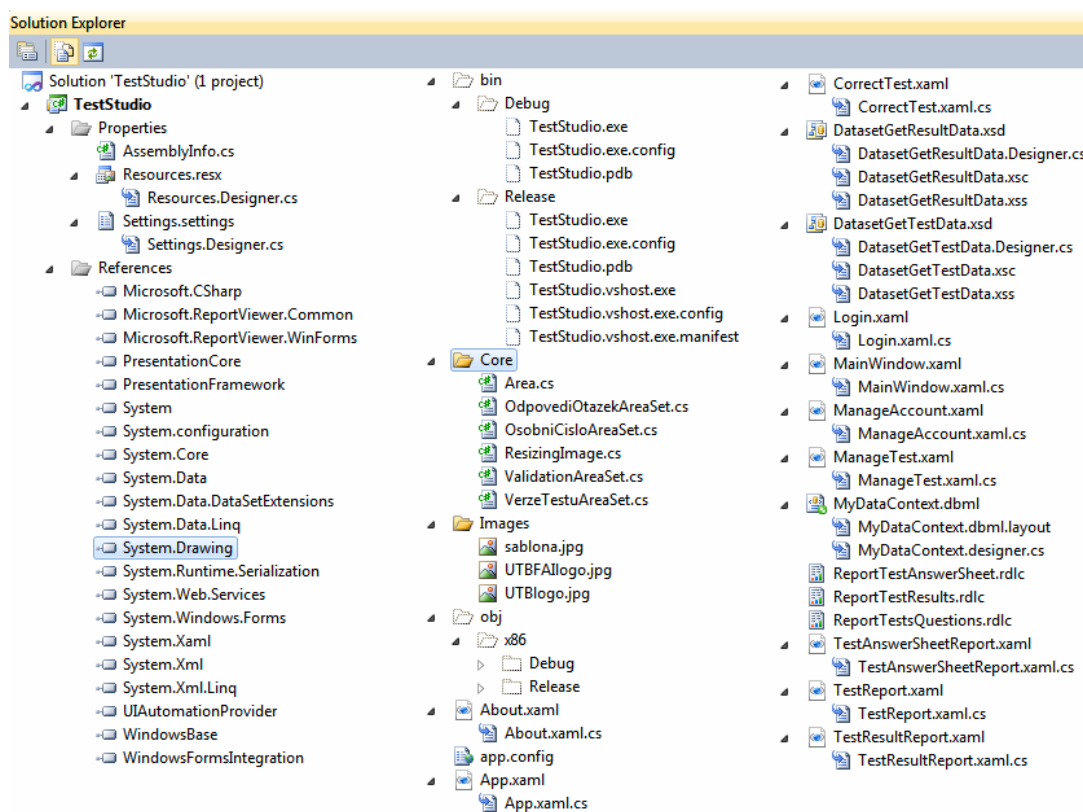 Solution Explorer
Solution 'TestStudio' (1 project)
TestStudio
Properties
AssemblyInfo.cs
Resources.resx
Resources.Designer.cs
Settings.settings
Settings.Designer.cs
References
Microsoft.CSharp
Microsoft.ReportViewer.Common
Microsoft.ReportViewer.WinForms
PresentationCore
PresentationFramework
System
System.configuration
System.Core
System.Data
System.Data.DataSetExtensions
System.Data.Linq
System.Drawing
System.Runtime.Serialization
System.Web.Services
System.Windows.Forms
System.Xaml
System.Xml
System.Xml.Linq
UIAutomationProvider
WindowsBase
WindowsFormsIntegration
bin
Debug
TestStudio.exe
TestStudio.exe.config
TestStudio.pdb
Release
TestStudio.exe
TestStudio.exe.config
TestStudio.pdb
TestStudio.vshost.exe
TestStudio.vshost.exe.config
TestStudio.vshost.exe.manifest
Core
Area.cs
OdpovediOtazekAreaSet.cs
OsobniCisloAreaSet.cs
ResizingImage.cs
ValidationAreaSet.cs
VerzeTestuAreaSet.cs
Images
sablona.jpg
UTBFAIlogo.jpg
UTBlogo.jpg
obj
x86
Debug
Release
About.xaml
About.xaml.cs
app.config
App.xaml
App.xaml.cs
CorrectTest.xaml
CorrectTest.xaml.cs
DatasetGetResultData.xsd
DatasetGetResultData.Designer.cs
DatasetGetResultData.xsc
DatasetGetResultData.xss
DatasetGetTestData.xsd
DatasetGetTestData.Designer.cs
DatasetGetTestData.xsc
DatasetGetTestData.xss
Login.xaml
Login.xaml.cs
MainWindow.xaml
MainWindow.xaml.cs
ManageAccount.xaml
ManageAccount.xaml.cs
ManageTest.xaml
ManageTest.xaml.cs
MyDataContext.dbml
MyDataContext.dbml.layout
MyDataContext.designer.cs
ReportTestAnswerSheet.rdlc
ReportTestResults.rdlc
ReportTestsQuestions.rdlc
TestAnswerSheetReport.xaml
TestAnswerSheetReport.xaml.cs
TestReport.xaml
TestReport.xaml.cs
TestResultReport.xaml
TestResultReport.xaml.cs